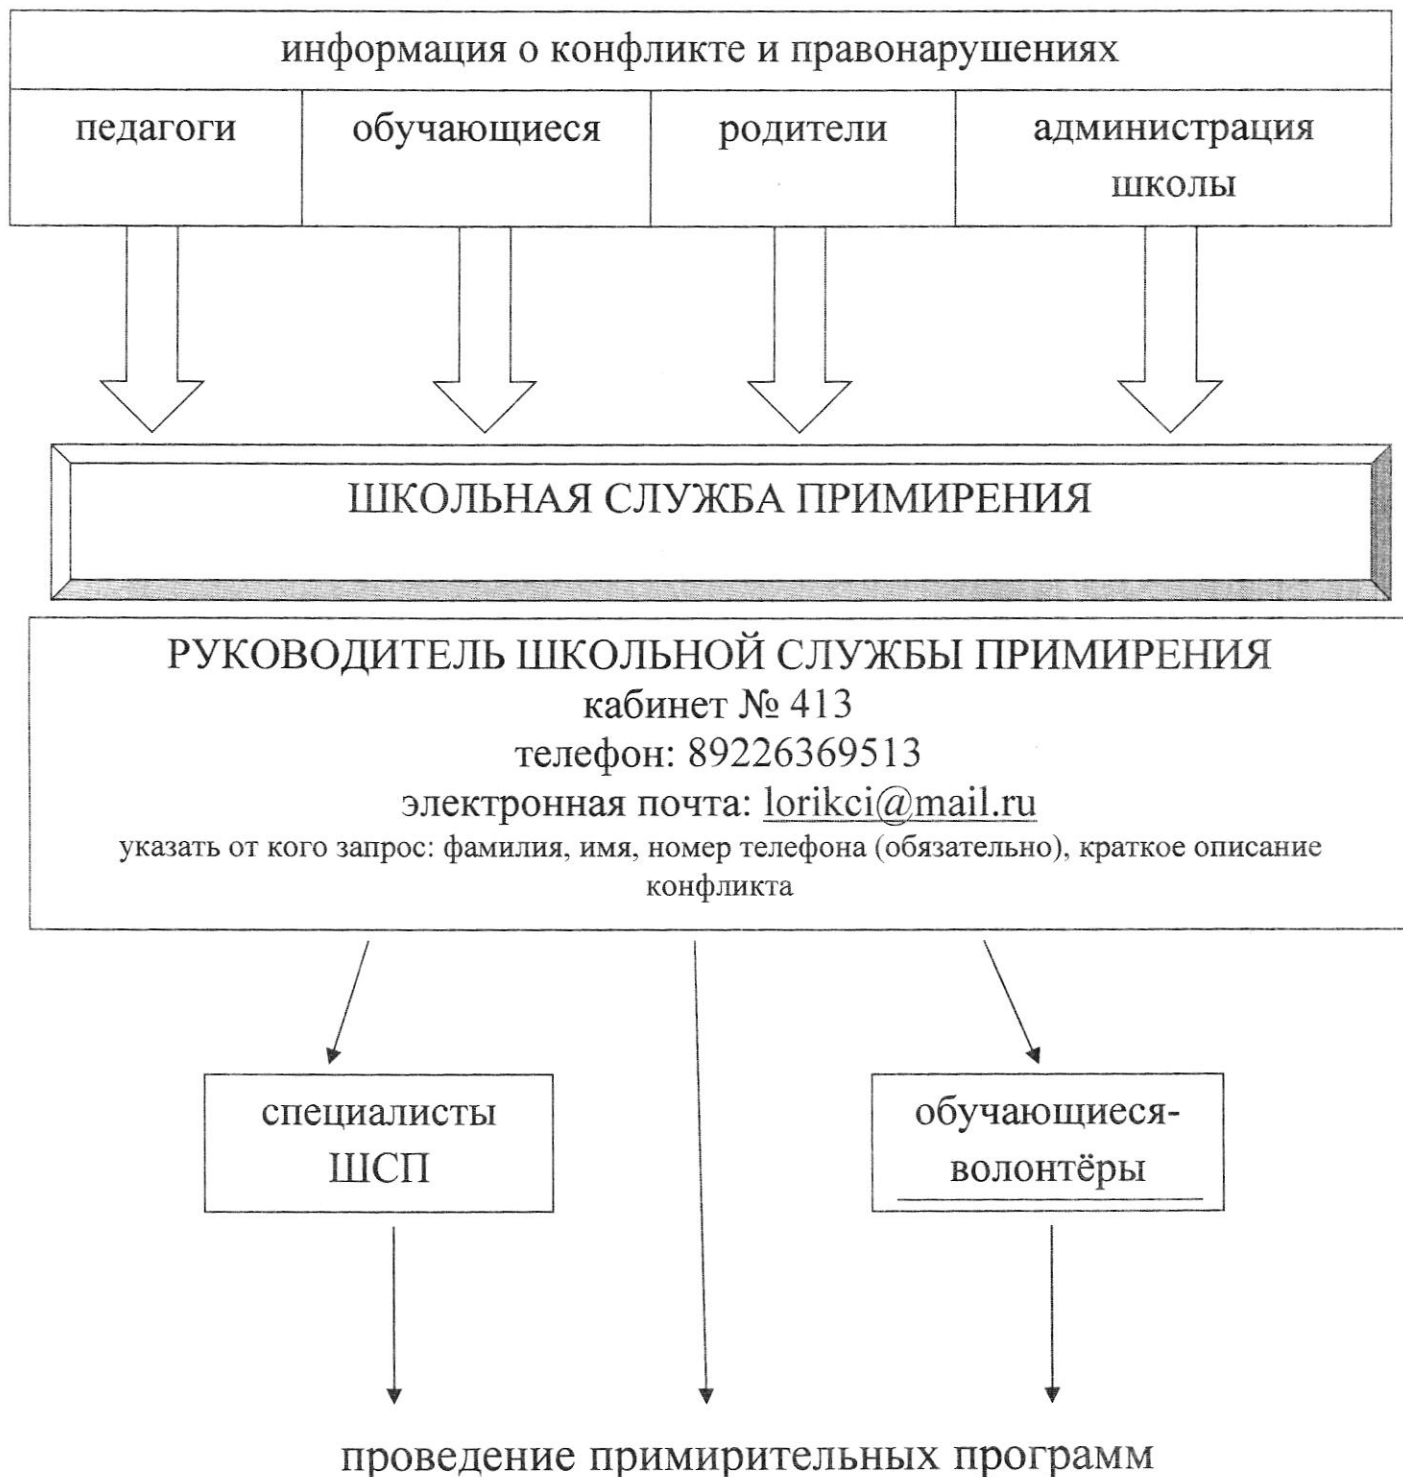 информация о конфликте и правонарушениях
педагоги
обучающиеся
родители
администрация
школы
ШКОЛЬНАЯ СЛУЖБА ПРИМИРЕНИЯ
РУКОВОДИТЕЛЬ ШКОЛЬНОЙ СЛУЖБЫ ПРИМИРЕНИЯ
кабинет № 413
телефон: 89226369513
электронная почта: lorikci@mail.ru
указать от кого запрос: фамилия, имя, номер телефона (обязательно), краткое описание
конфликта
специалисты
ШСП
обучающиеся-
волонтёры
проведение примирительных программ